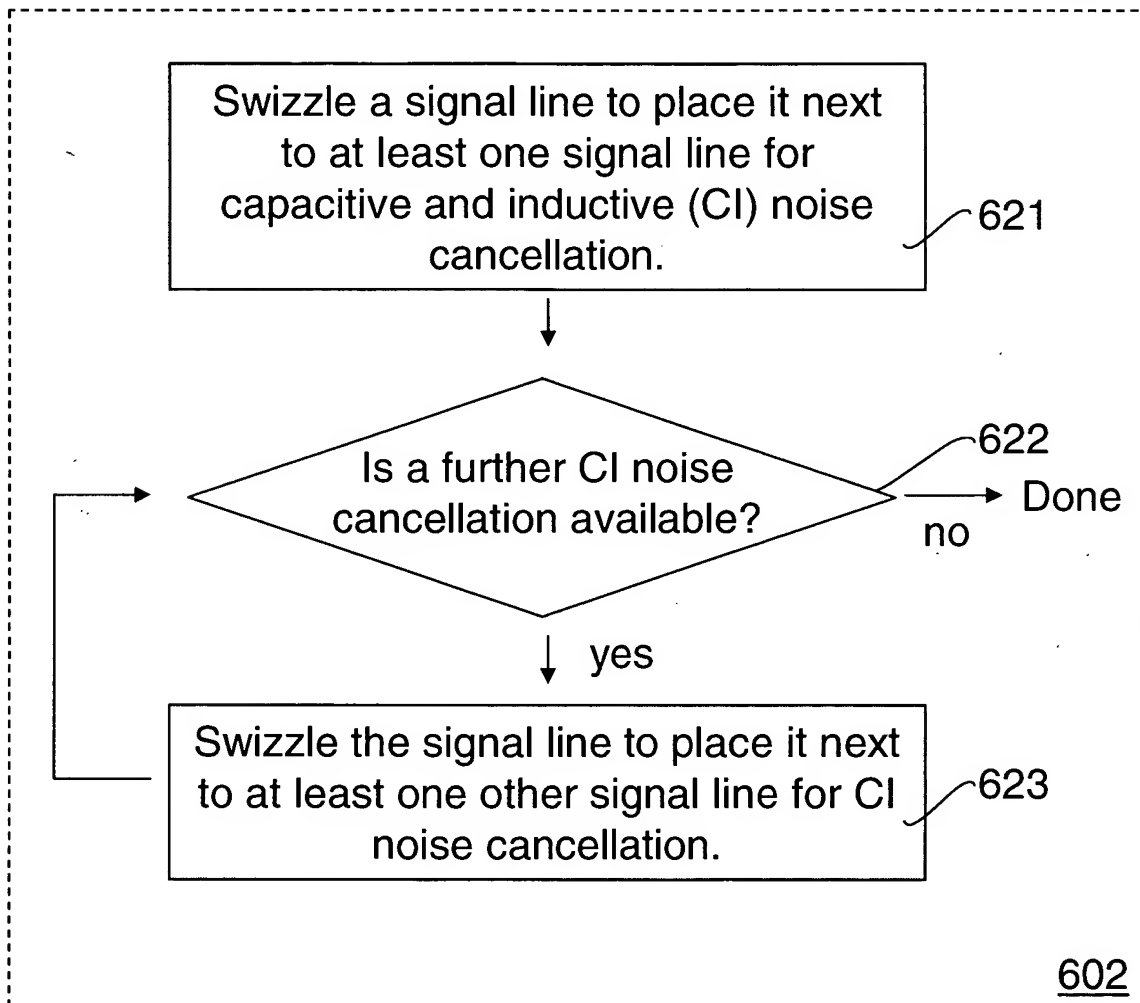 Swizzle a signal line to place it next
to at least one signal line for
capacitive and inductive (CI) noise
cancellation.
621
Is a further CI noise
cancellation available?
622
Done
no
yes
Swizzle the signal line to place it next
to at least one other signal line for CI
noise cancellation.
623
602